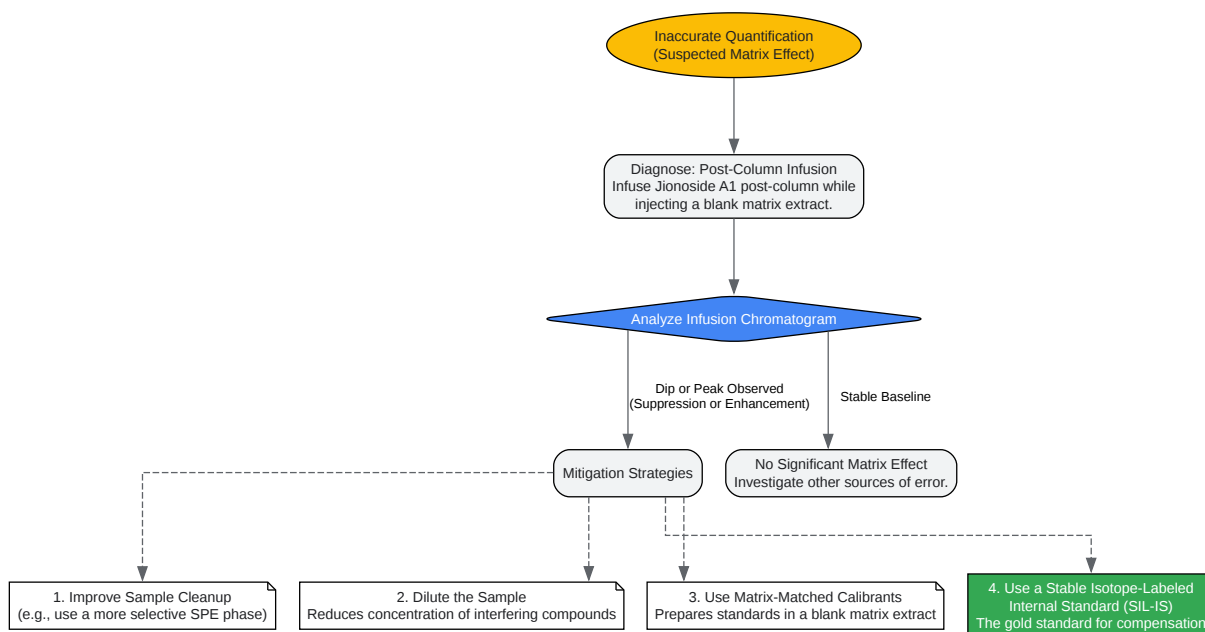 Inaccurate Quantification
(Suspected Matrix Effect)
Diagnose: Post-Column Infusion
Infuse Jionoside A1 post-column while
injecting a blank matrix extract.
Analyze Infusion Chromatogram
Dip or Peak Observed
(Suppression or Enhancement)
Stable Baseline
Mitigation Strategies
No Significant Matrix Effect
Investigate other sources of error.
1. Improve Sample Cleanup
(e.g., use a more selective SPE phase)
2. Dilute the Sample
Reduces concentration of interfering compounds
3. Use Matrix-Matched Calibrants
Prepares standards in a blank matrix extract
4. Use a Stable Isotope-Labeled
Internal Standard (SIL-IS)
The gold standard for compensation